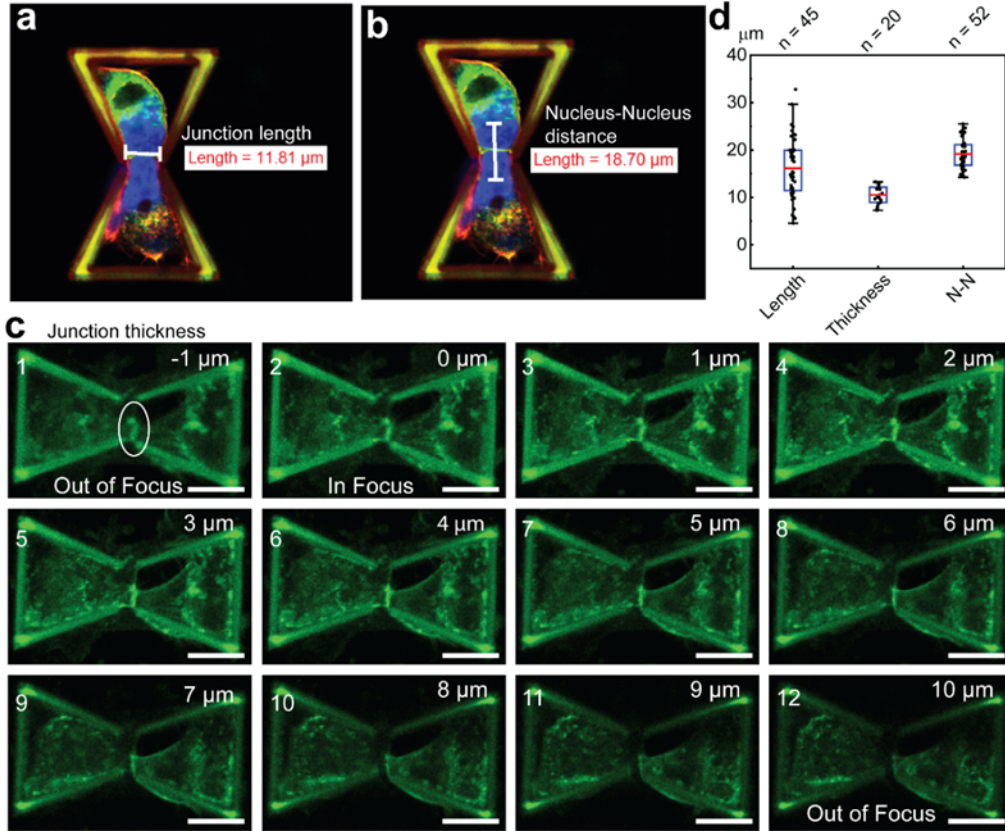 a
Junction length
Length = 11.81 μm
b
Nucleus-Nucleus
distance
Length = 18.70 μm
d
μm
n = 45
n = 20
n = 52
40
30
20
10
0
Length
Thickness
N-N
c
Junction thickness
1
-1 μm
Out of Focus
2
0 μm
In Focus
3
1 μm
4
2 μm
5
3 μm
6
4 μm
7
5 μm
8
6 μm
9
7 μm
10
8 μm
11
9 μm
12
10 μm
Out of Focus